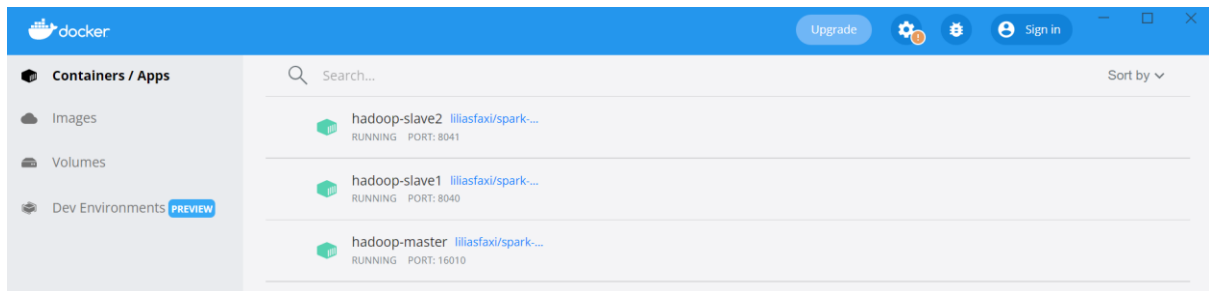 docker
Upgrade
Sign in
Containers / Apps
Images
Volumes
Dev Environments PREVIEW
Search...
Sort by
hadoop-slave2 liliasfaxi/spark-...
RUNNING PORT: 8041
hadoop-slave1 liliasfaxi/spark-...
RUNNING PORT: 8040
hadoop-master liliasfaxi/spark-...
RUNNING PORT: 16010